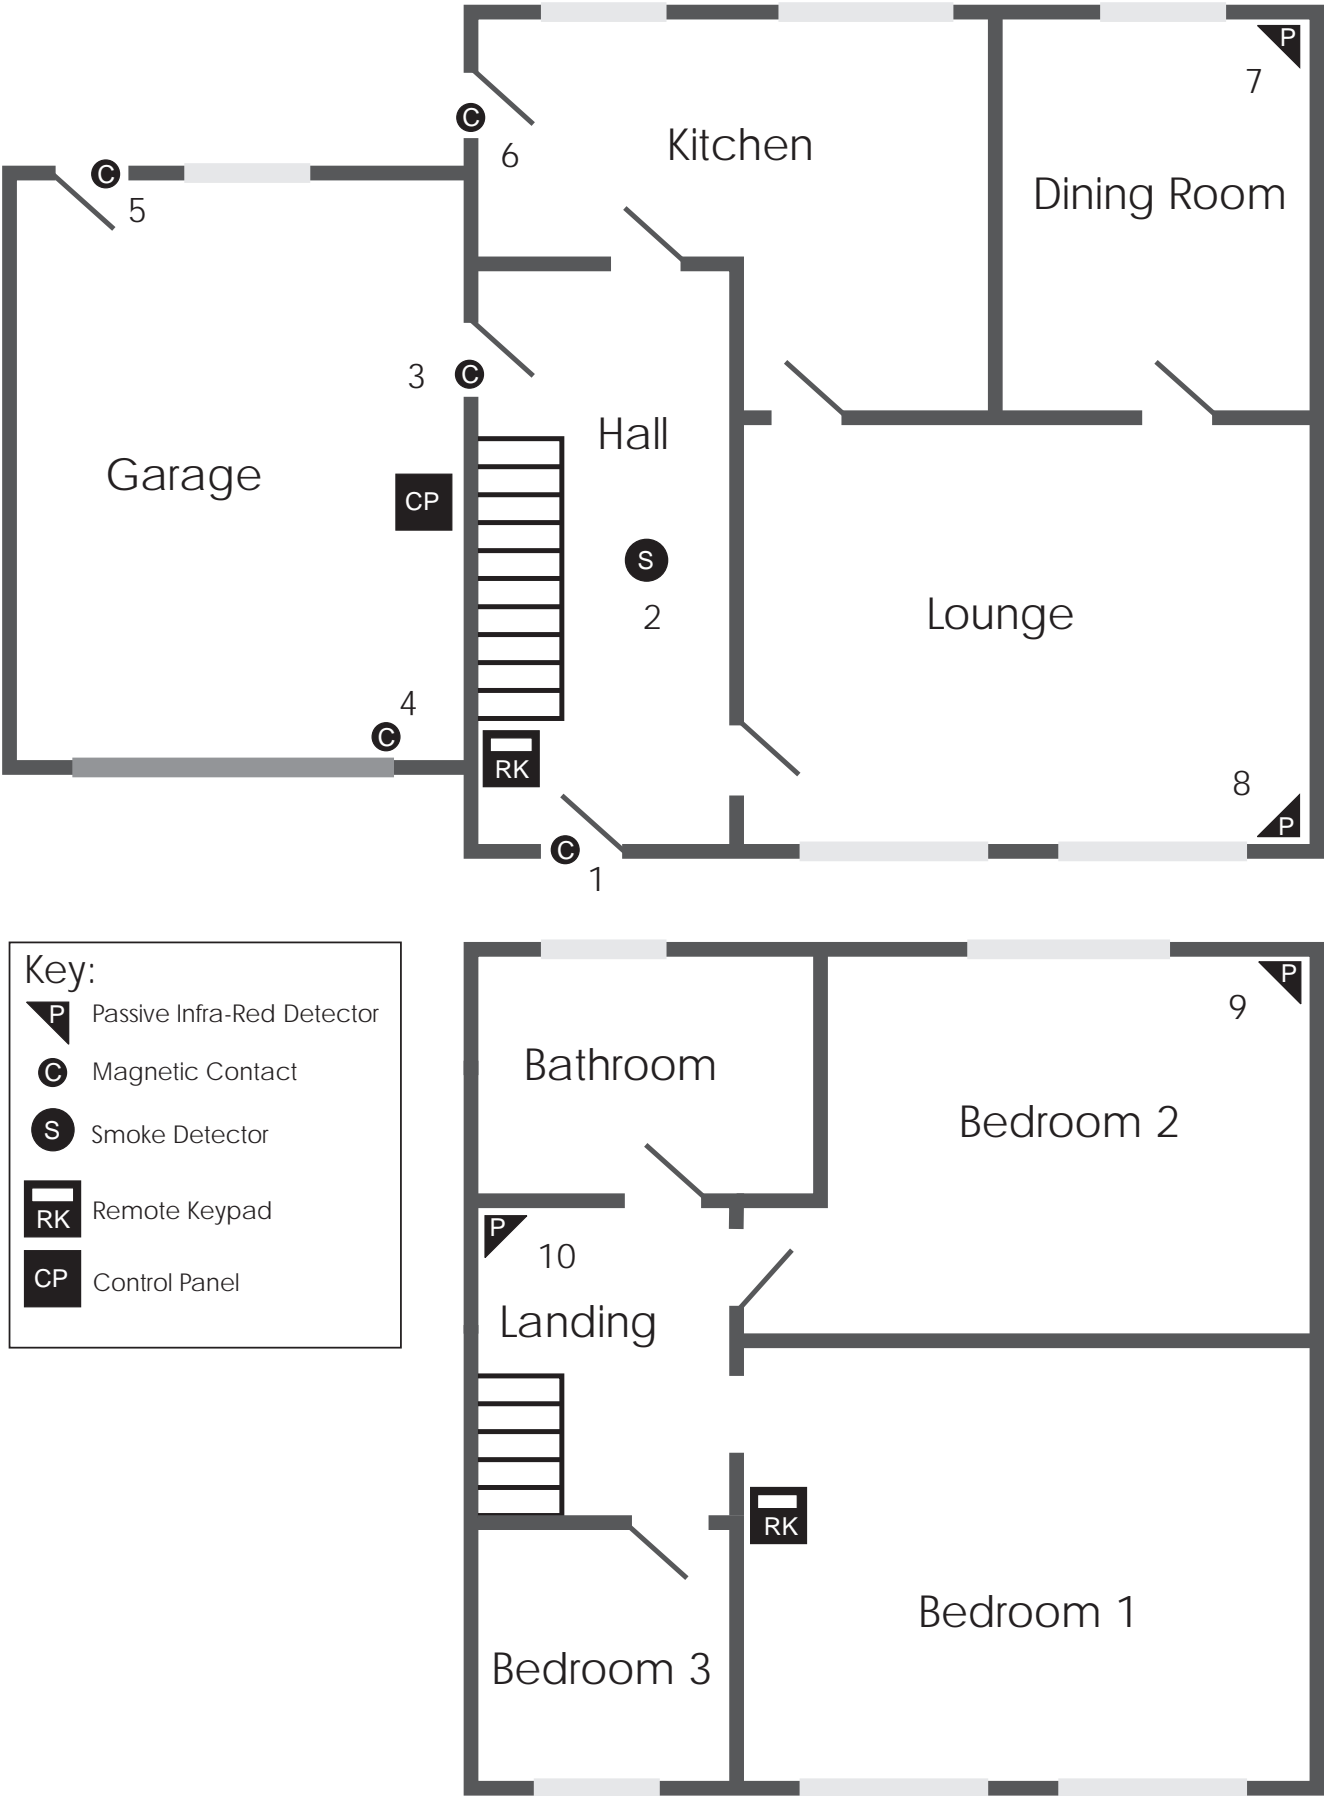 P
7
C
6
Kitchen
Dining Room
C
5
3
C
Hall
Garage
CP
S
2
Lounge
4
C
RK
8
P
C
1
Key:
P Passive Infra-Red Detector
C Magnetic Contact
S Smoke Detector
RK Remote Keypad
CP Control Panel
P
9
Bathroom
Bedroom 2
P
10
Landing
RK
Bedroom 1
Bedroom 3